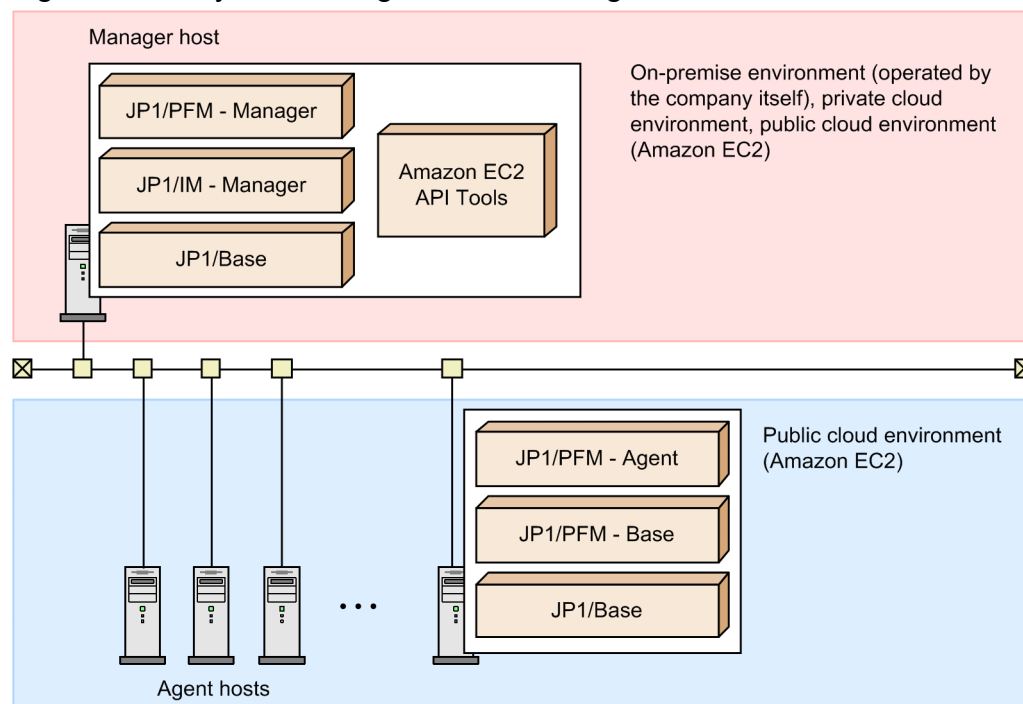 Manager host
JP1/PFM - Manager
JP1/IM - Manager
JP1/Base
Amazon EC2
API Tools
On-premise environment (operated by
the company itself), private cloud
environment, public cloud environment
(Amazon EC2)
JP1/PFM - Agent
JP1/PFM - Base
JP1/Base
Public cloud environment
(Amazon EC2)
...
Agent hosts